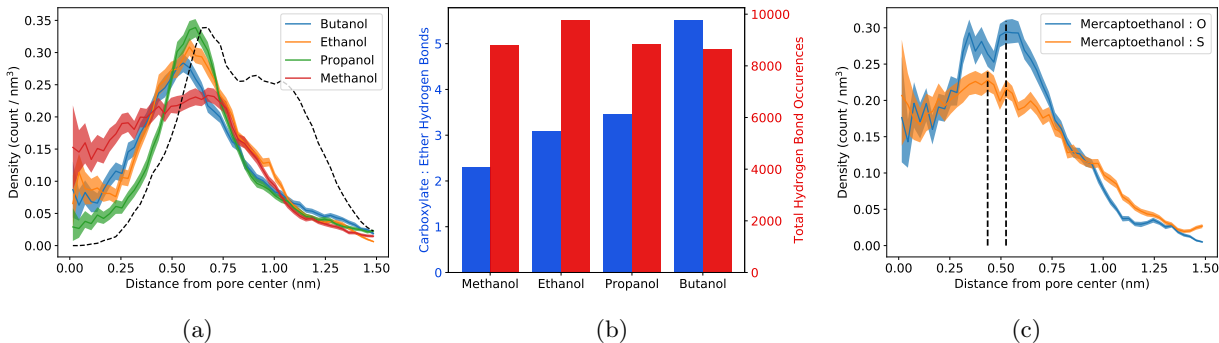 0.35
0.30
0.25
0.20
0.15
0.10
0.05
0.00
Density (count / nm³)
Butanol
Ethanol
Propanol
Methanol
0.00 0.25 0.50 0.75 1.00 1.25 1.50
Distance from pore center (nm)
(a)
5
4
3
2
1
0
Carboxylate : Ether Hydrogen Bonds
10000
8000
6000
4000
2000
0
Total Hydrogen Bond Occurences
Methanol Ethanol Propanol Butanol
(b)
0.30
0.25
0.20
0.15
0.10
0.05
0.00
Density (count / nm³)
Mercaptoethanol : O
Mercaptoethanol : S
0.00 0.25 0.50 0.75 1.00 1.25 1.50
Distance from pore center (nm)
(c)